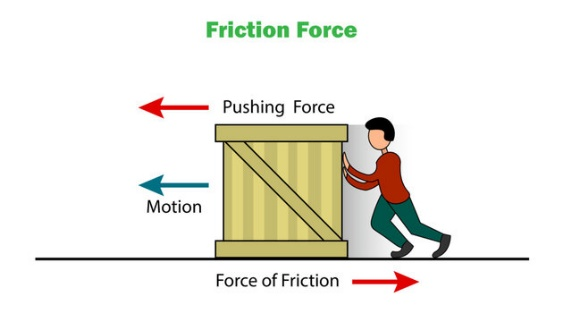 Friction Force
Pushing Force
Motion
Force of Friction